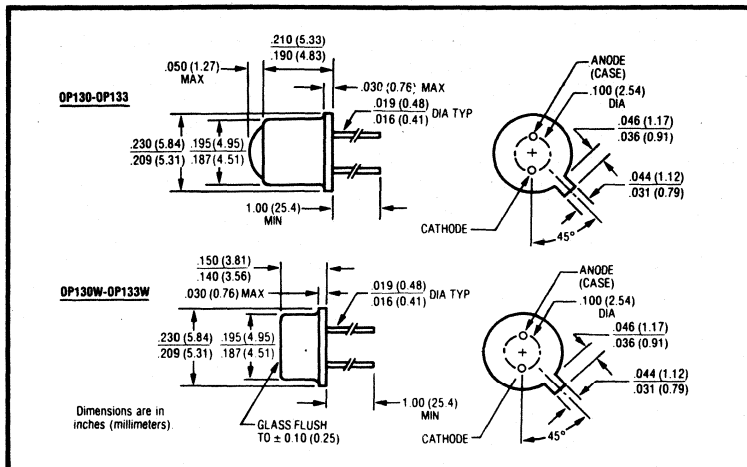 .210 (5.33)
.190 (4.83)
.050 (1.27)
MAX
.030 (0.76) MAX
OP130-OP133
.019 (0.48)
.016 (0.41) DIA TYP
.230 (5.84)
.209 (5.31)
.195 (4.95)
.187 (4.51)
1.00 (25.4)
MIN
ANODE
(CASE)
.100 (2.54)
DIA
.046 (1.17)
.036 (0.91)
.044 (1.12)
.031 (0.79)
CATHODE
45°
.150 (3.81)
.140 (3.56)
OP130W-OP133W
.030 (0.76) MAX
.019 (0.48)
.016 (0.41) DIA TYP
.230 (5.84)
.209 (5.31)
.195 (4.95)
.187 (4.51)
1.00 (25.4)
MIN
Dimensions are in
inches (millimeters).
GLASS FLUSH
TO ± 0.10 (0.25)
ANODE
(CASE)
.100 (2.54)
DIA
.046 (1.17)
.036 (0.91)
.044 (1.12)
.031 (0.79)
CATHODE
45°